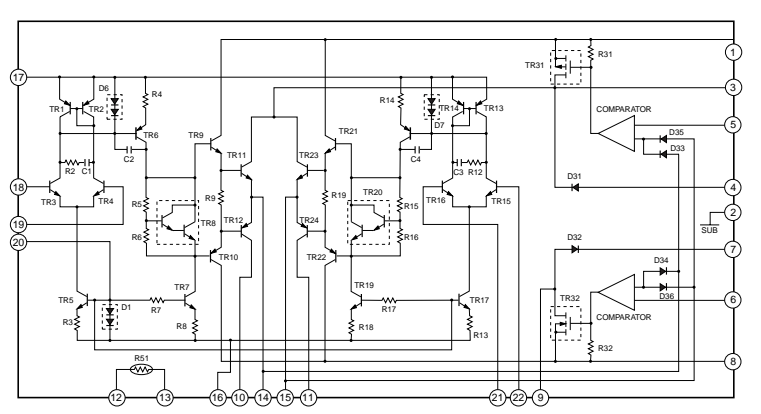 1
R31
TR31
17
3
D6
R4
R14
TR14
TR13
D7
TR1
TR2
TR6
TR9
TR21
COMPARATOR
5
D35
D33
C2
C4
R2
C1
TR11
TR23
C3
R12
D31
4
18
TR3
TR4
R5
R9
TR8
R19
TR20
R15
TR16
TR15
2
SUB
19
R6
TR12
TR24
R16
D32
7
20
TR10
TR22
D34
D36
TR5
D1
TR7
R7
TR19
R17
TR17
TR32
6
COMPARATOR
R3
R8
R18
R13
R32
8
R51
12
13
16
10
14
15
11
21
22
9